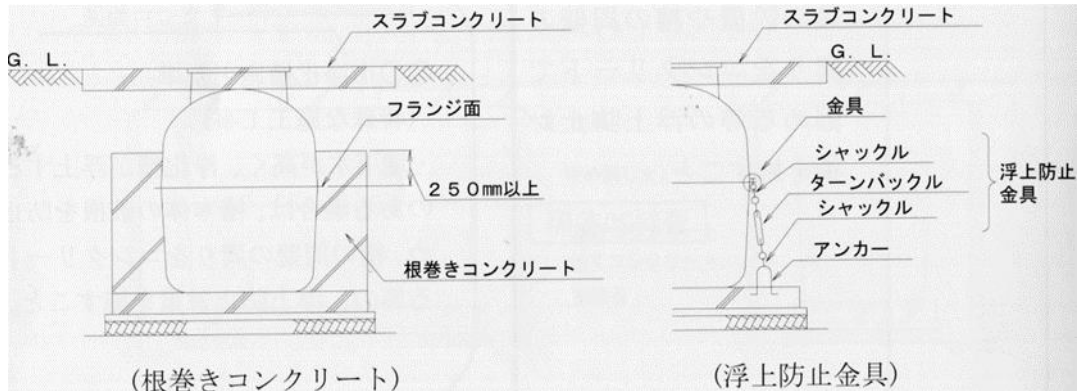 スラブコンクリート
G. L.
フランジ面
250mm以上
根巻きコンクリート
(根巻きコンクリート)
スラブコンクリート
G. L.
金具
シャックル
ターンバックル
シャックル
浮上防止
金具
アンカー
(浮上防止金具)